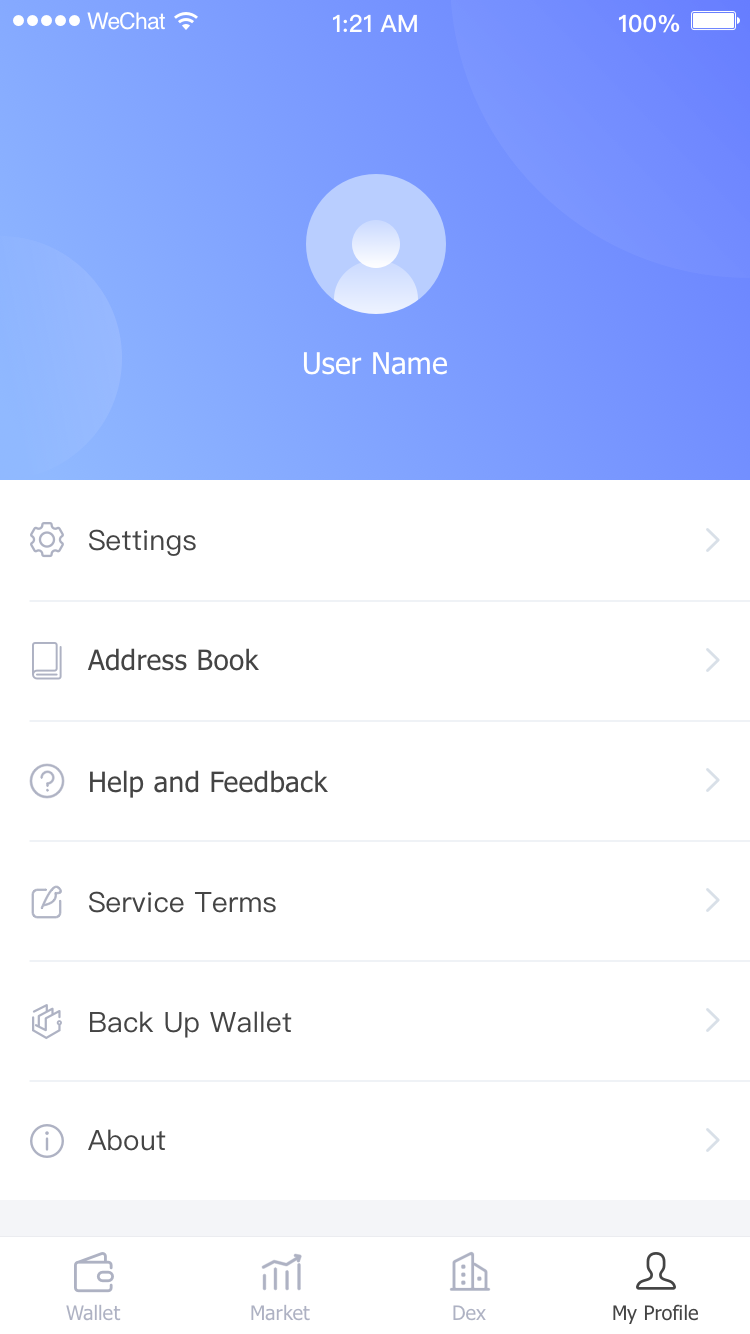 WeChat 1:21 AM 100%
User Name
Settings
Address Book
Help and Feedback
Service Terms
Back Up Wallet
About
Wallet Market Dex My Profile